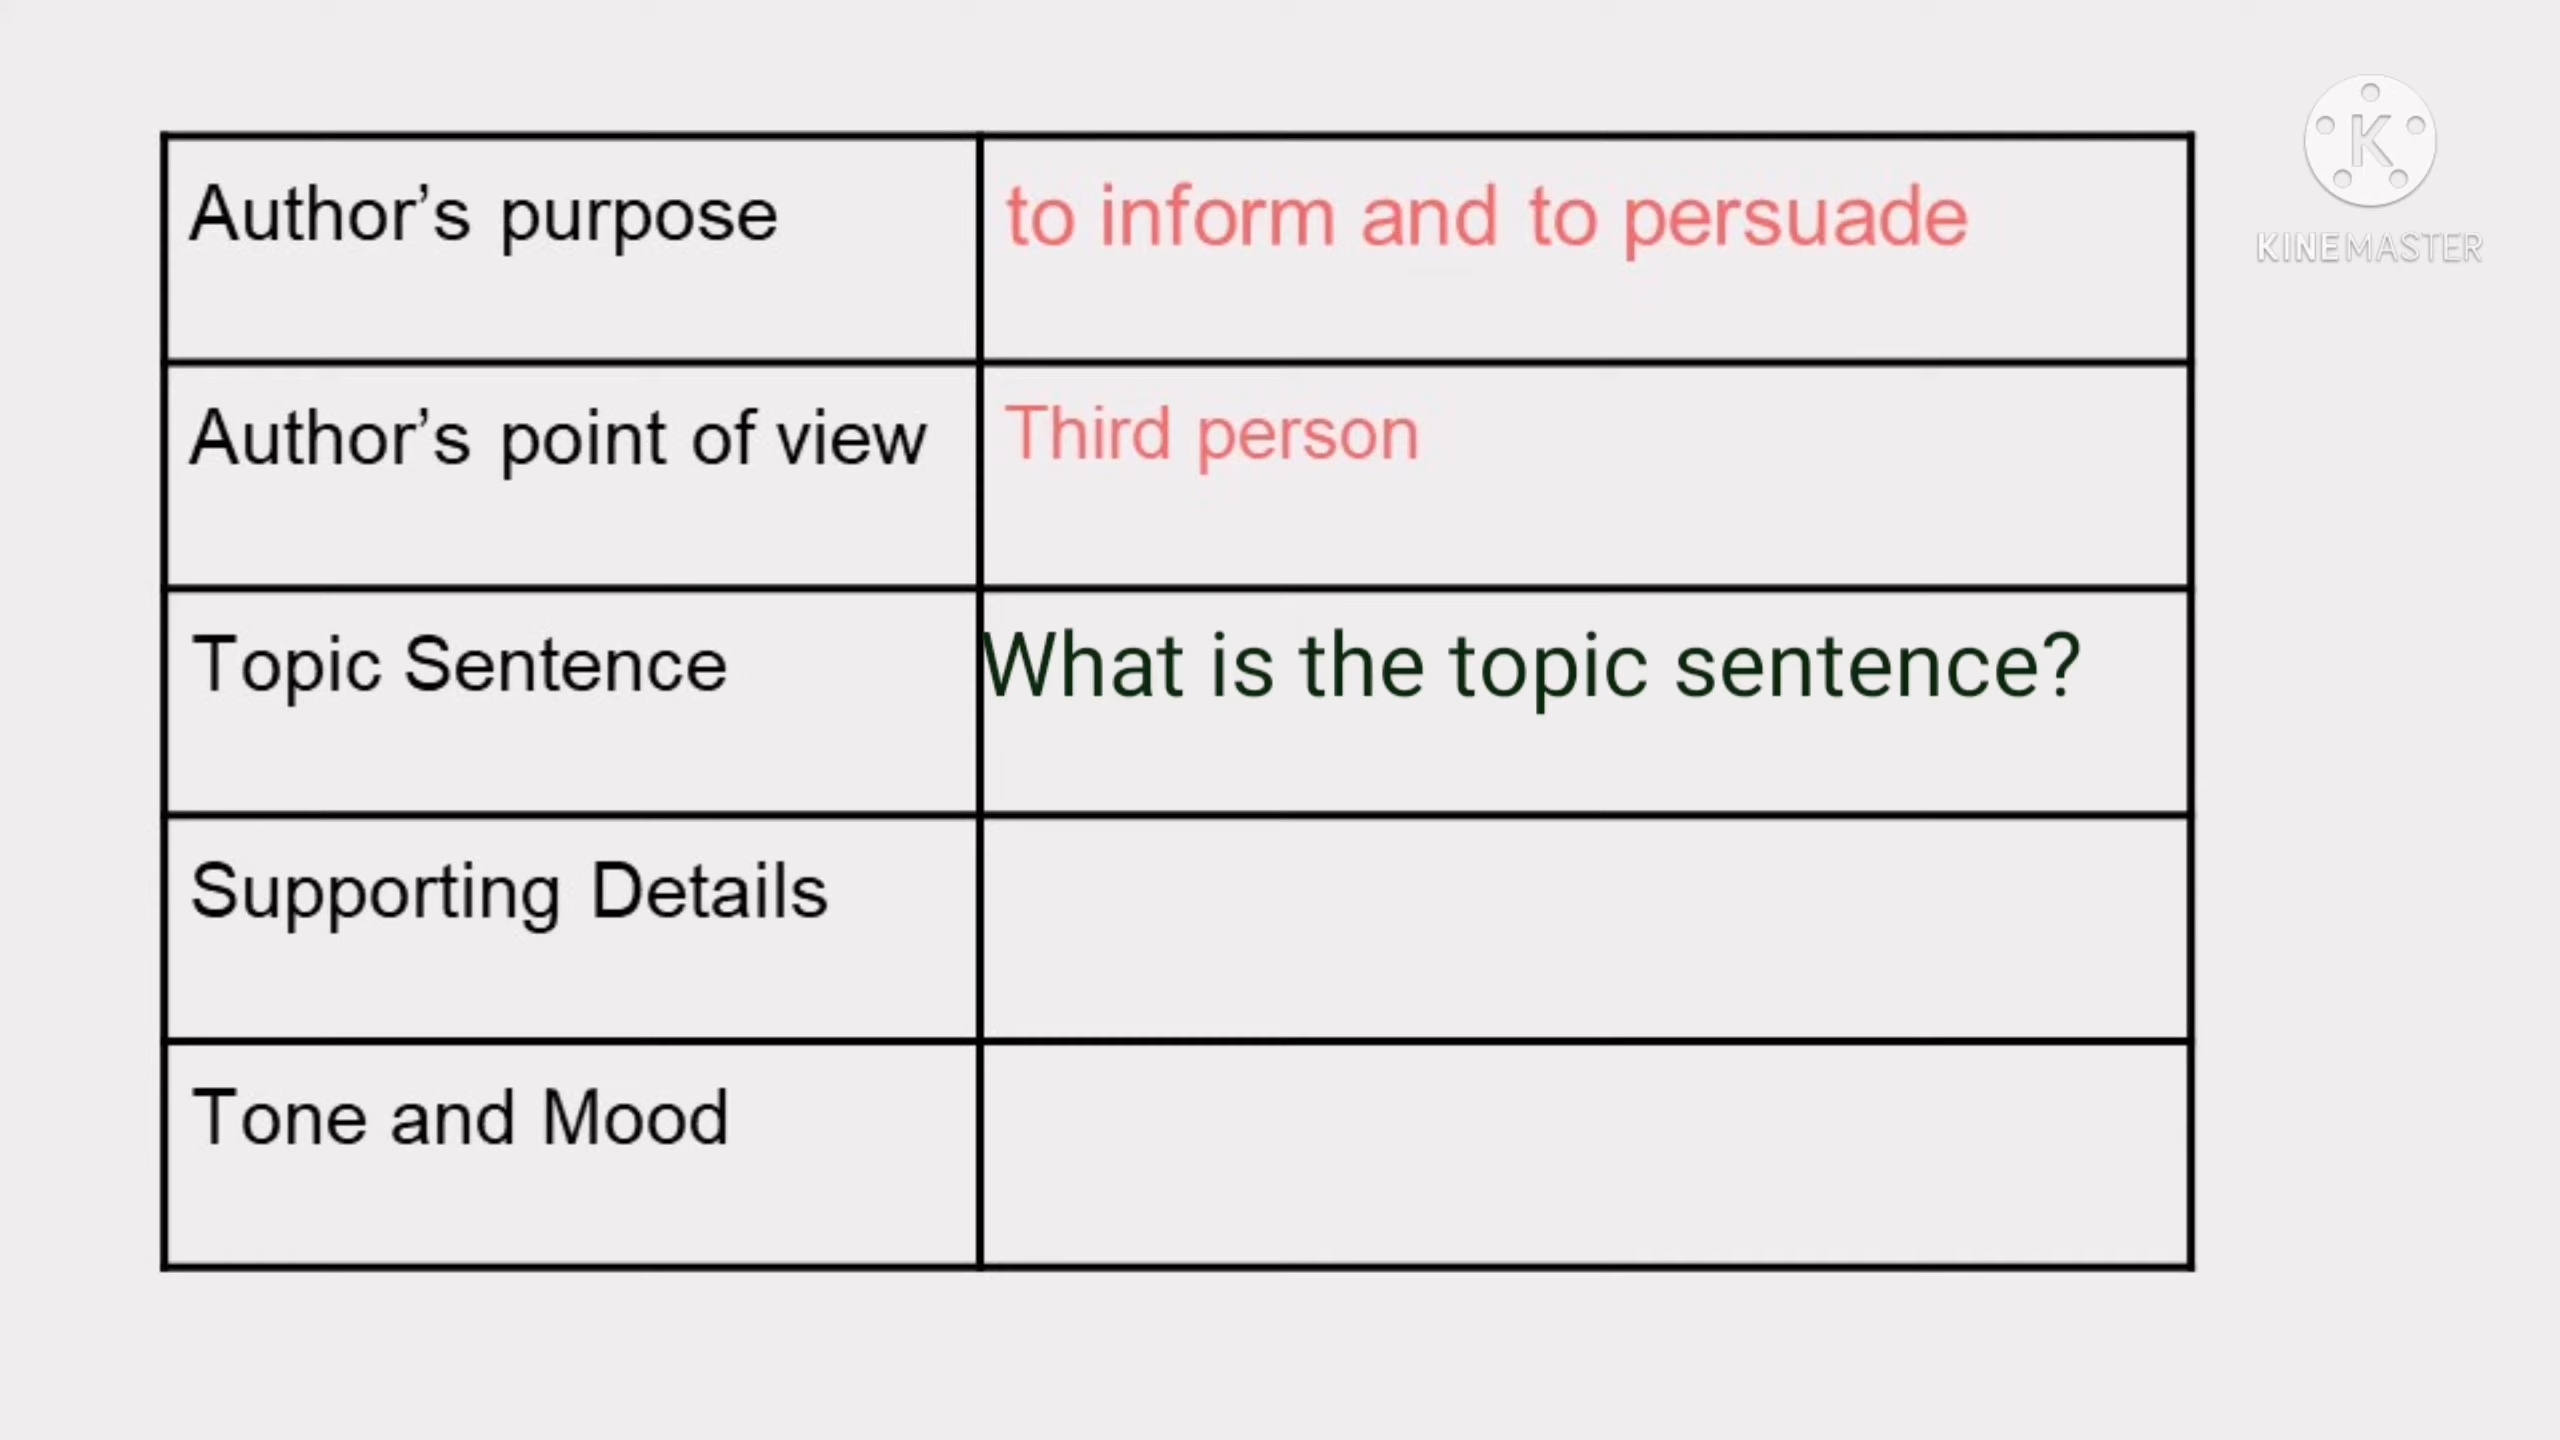 Author’s purpose
to inform and to persuade
Author’s point of view
Third person
Topic Sentence
What is the topic sentence?
Supporting Details
Tone and Mood
K
KINEMASTER